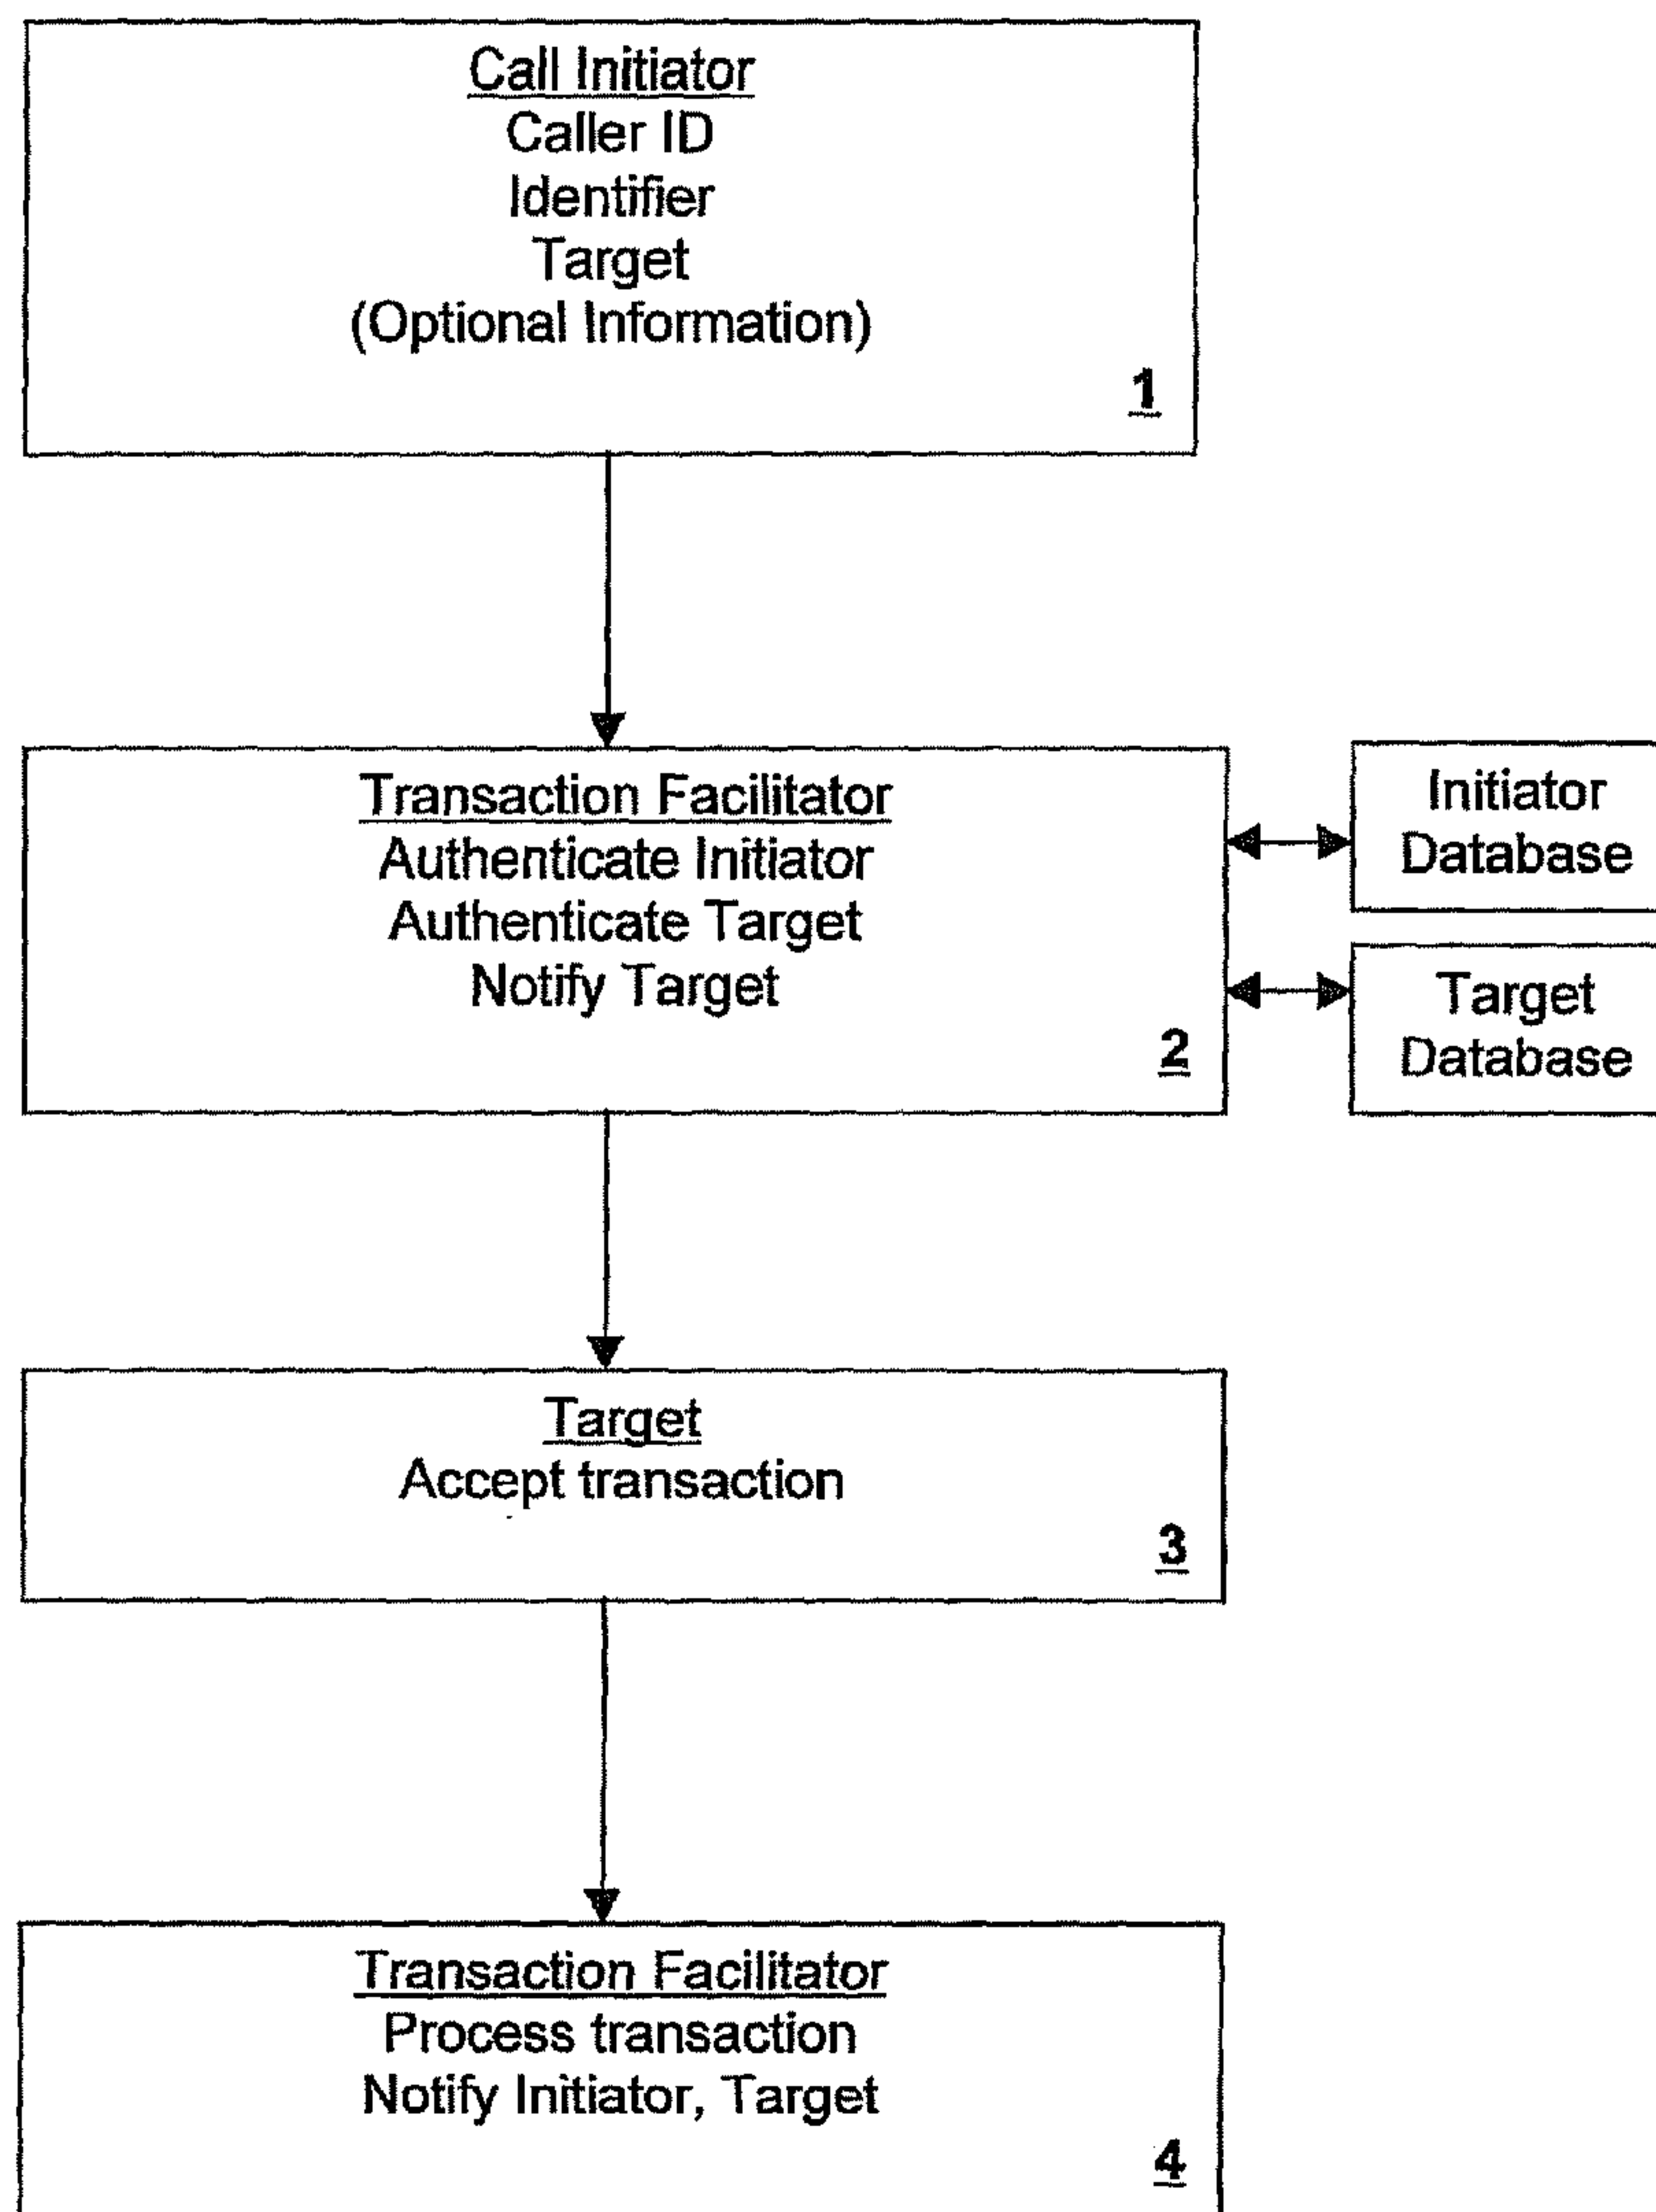 Call Initiator
Caller ID
Identifier
Target
(Optional Information)
1
Transaction Facilitator
Authenticate Initiator
Authenticate Target
Notify Target
2
Initiator
Database
Target
Database
Target
Accept transaction
3
Transaction Facilitator
Process transaction
Notify Initiator, Target
4